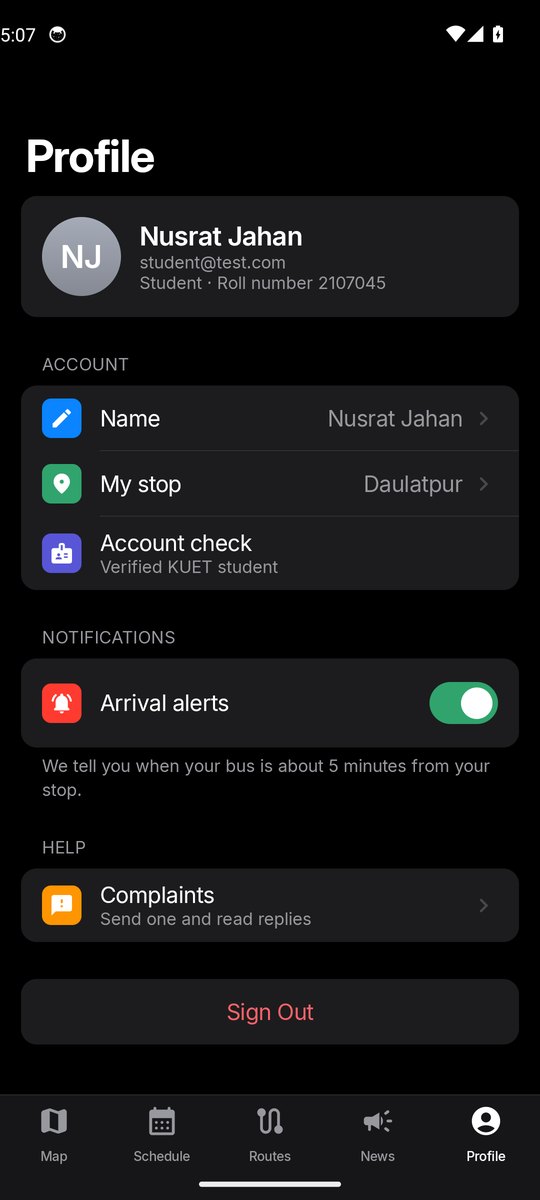 5:07
Profile
NJ
Nusrat Jahan
student@test.com
Student · Roll number 2107045
ACCOUNT
Name
Nusrat Jahan
My stop
Daulatpur
Account check
Verified KUET student
NOTIFICATIONS
Arrival alerts
We tell you when your bus is about 5 minutes from your
stop.
HELP
Complaints
Send one and read replies
Sign Out
Map
Schedule
Routes
News
Profile